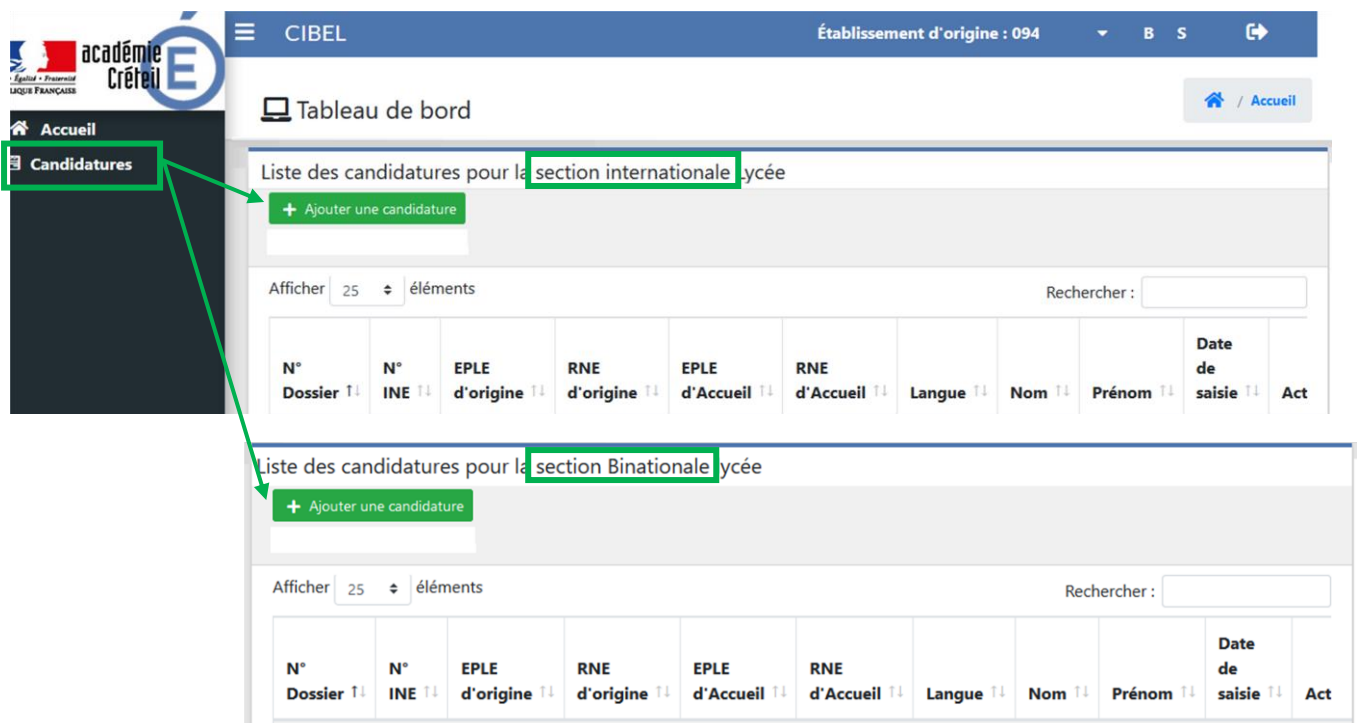 CIBEL
Établissement d'origine : 094 B S
académie
Créteil
Égalité • Fraternité
Tableau de bord
/ Accueil
Accueil
Candidatures
Liste des candidatures pour la section internationale Lycée
+ Ajouter une candidature
Afficher 25 éléments
Rechercher :
N° Dossier
N° INE
EPLE d'origine
RNE d'origine
EPLE d'Accueil
RNE d'Accueil
Langue
Nom
Prénom
Date de saisie
Act
Liste des candidatures pour la section Binationale lycée
+ Ajouter une candidature
Afficher 25 éléments
Rechercher :
N° Dossier
N° INE
EPLE d'origine
RNE d'origine
EPLE d'Accueil
RNE d'Accueil
Langue
Nom
Prénom
Date de saisie
Act